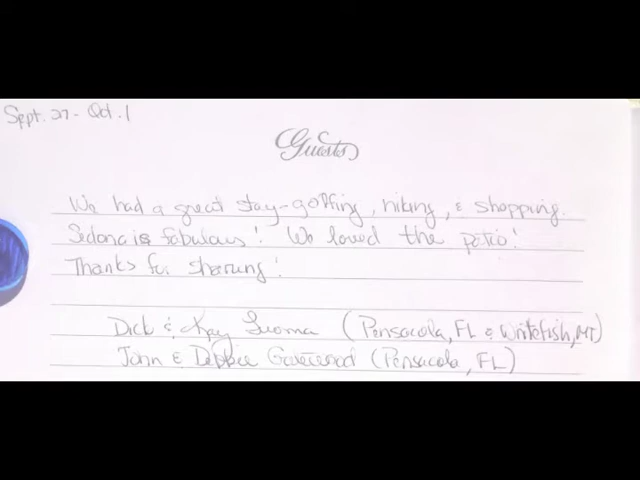 Sept. 27 - Oct. 1
Guests
We had a great stay - golfing, hiking, & shopping.
Sedona is fabulous! We loved the patio!
Thanks for sharing!
Dick & Kay Suoma (Pensacola, FL & Whitefish, MT)
John & Debbie (Pensacola, FL)